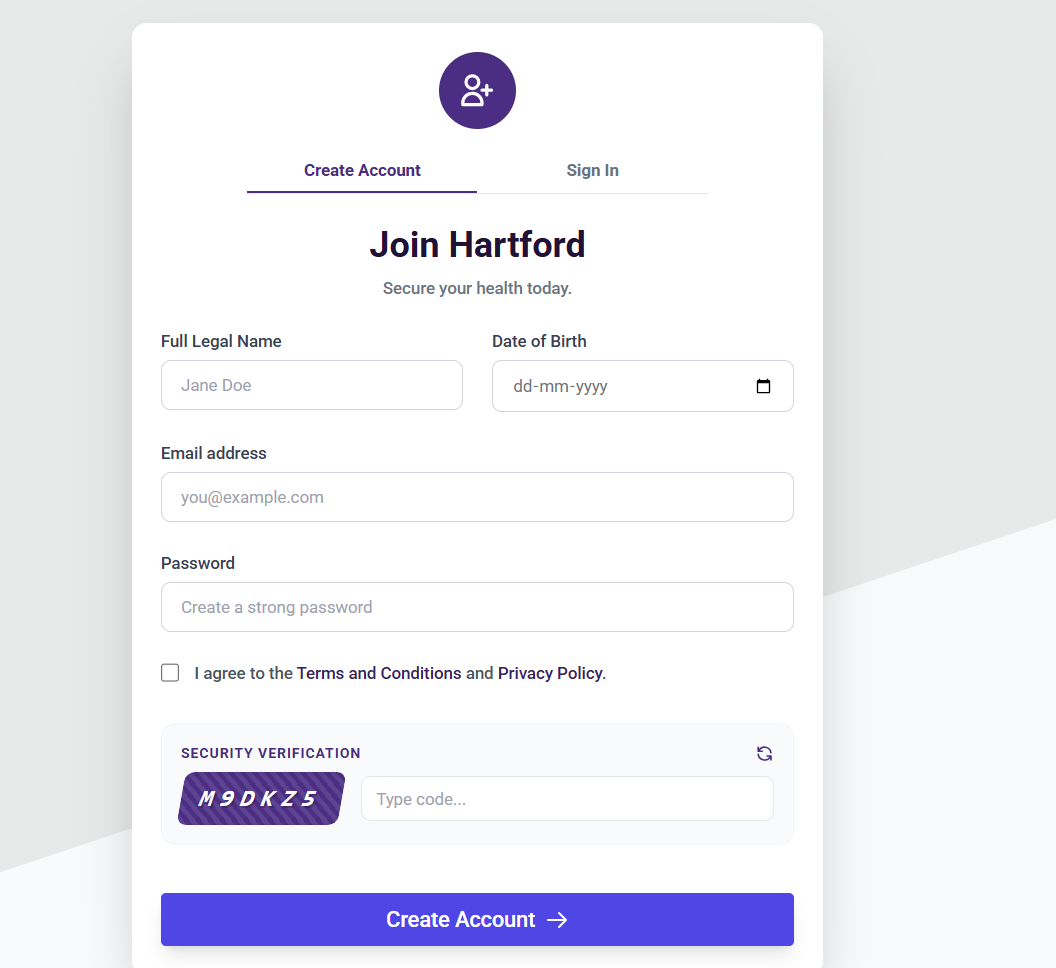 Create Account
Sign In
Join Hartford
Secure your health today.
Full Legal Name
Date of Birth
Jane Doe
dd-mm-yyyy
Email address
you@example.com
Password
Create a strong password
I agree to the Terms and Conditions and Privacy Policy.
SECURITY VERIFICATION
M9DKZ5
Type code...
Create Account →